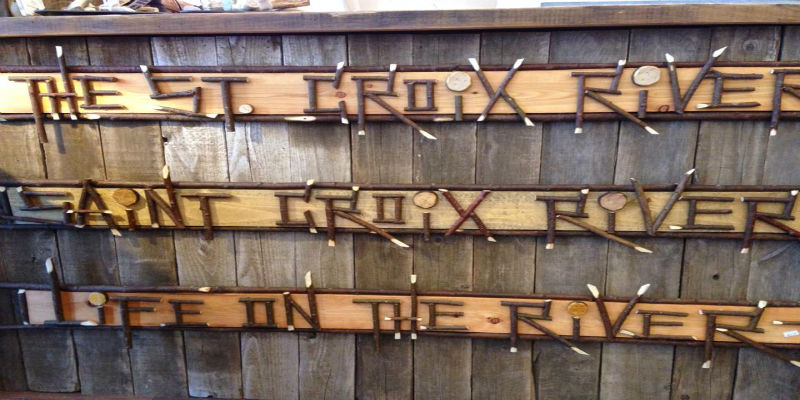 THE ST. CROIX RIVER
SAINT CROIX RIVER
LIFE ON THE RIVER